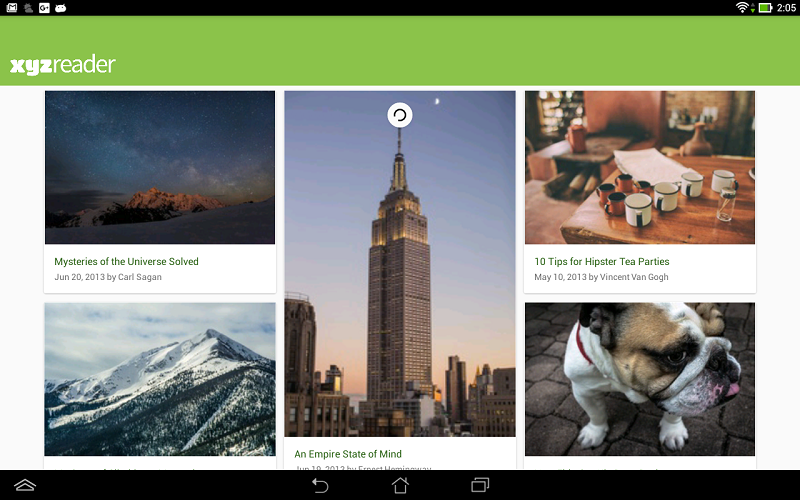 2:05
xyzreader
Mysteries of the Universe Solved
Jun 20, 2013 by Carl Sagan
An Empire State of Mind
Jun 19, 2013 by Ernest Hemingway
10 Tips for Hipster Tea Parties
May 10, 2013 by Vincent Van Gogh